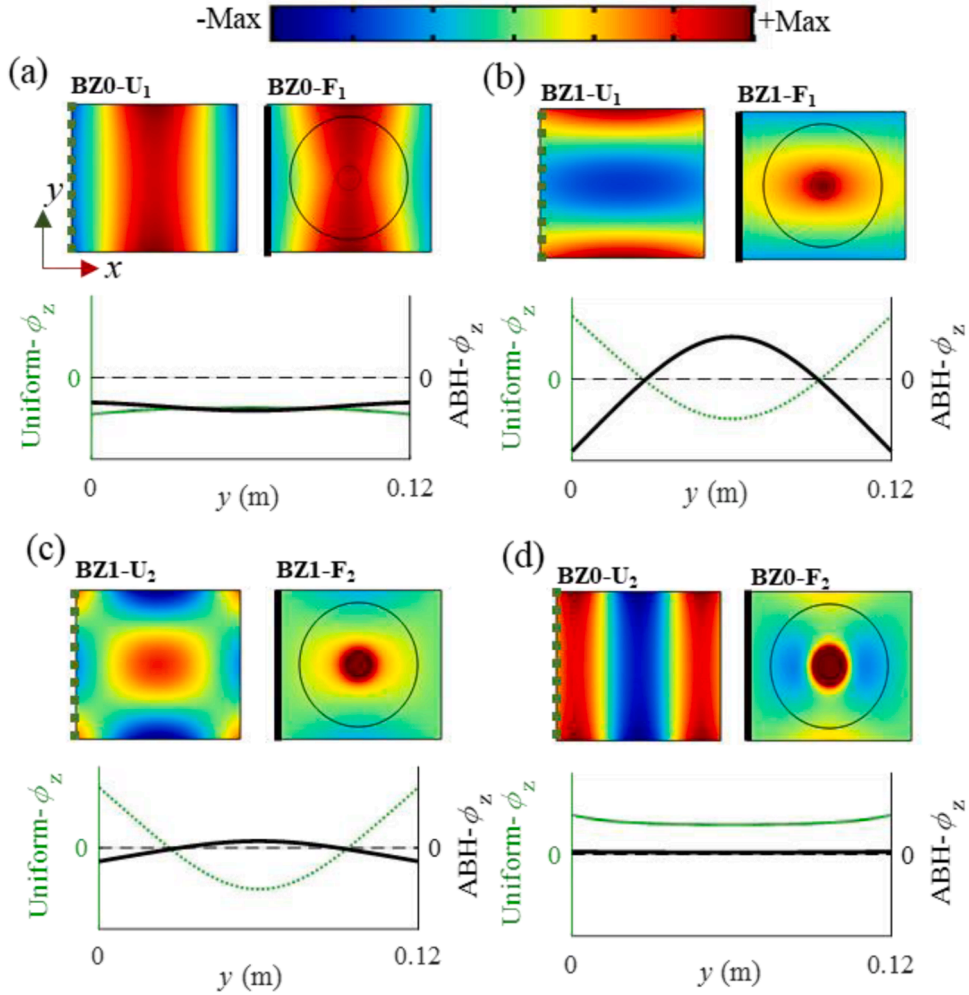 -Max +Max
(a)
BZ0-U1 BZ0-F1
y
x
Uniform-ϕz
0
0
ABH-ϕz
0 y (m) 0.12
(b)
BZ1-U1 BZ1-F1
Uniform-ϕz
0
0
ABH-ϕz
0 y (m) 0.12
(c)
BZ1-U2 BZ1-F2
Uniform-ϕz
0
0
ABH-ϕz
0 y (m) 0.12
(d)
BZ0-U2 BZ0-F2
Uniform-ϕz
0
0
ABH-ϕz
0 y (m) 0.12